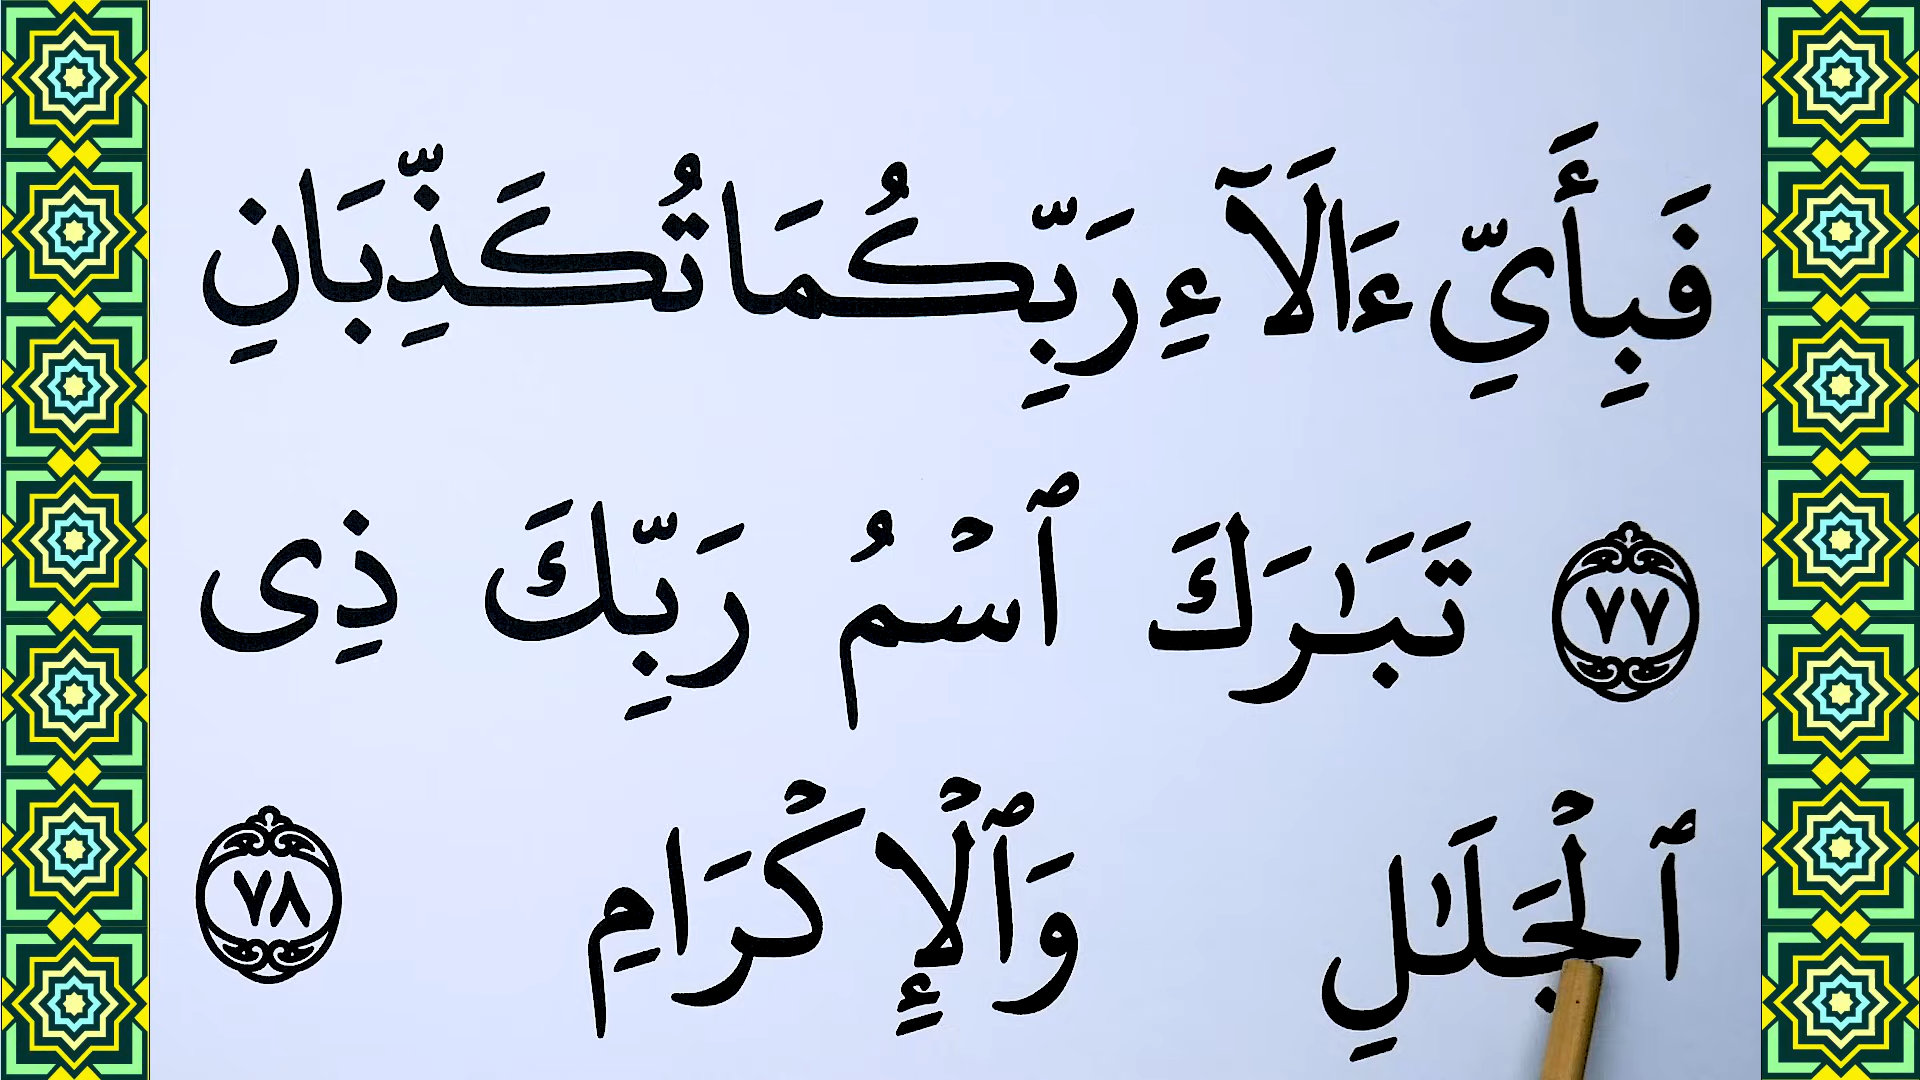 فَبِأَيِّ ءَالَآءِ رَبِّكُمَا تُكَذِّبَانِ
٧٧ تَبَٰرَكَ ٱسۡمُ رَبِّكَ ذِى
ٱلۡجَلَٰلِ وَٱلۡإِكۡرَامِ ٧٨